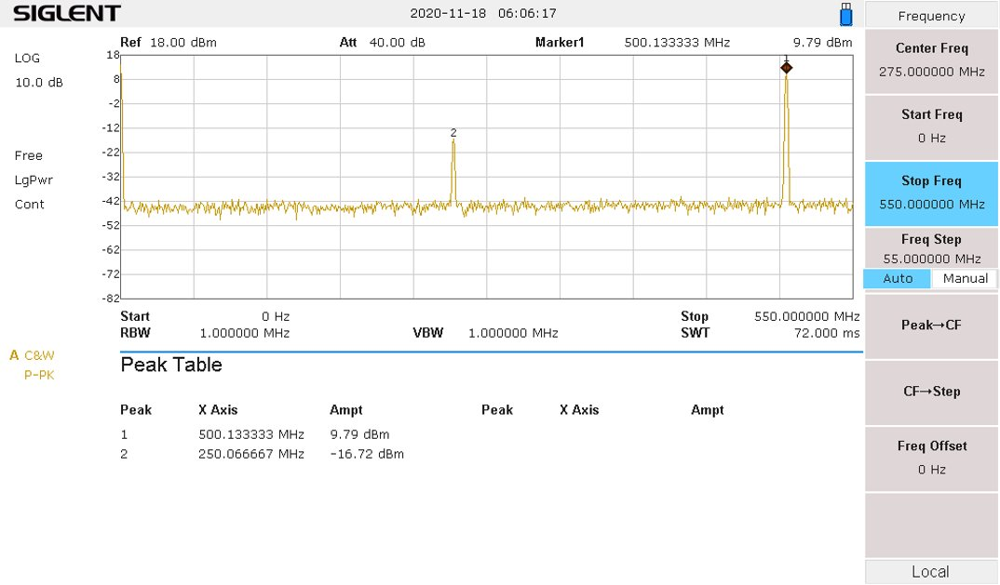 SIGLENT 2020-11-18 06:06:17 Frequency
Ref 18.00 dBm Att 40.00 dB Marker1 500.133333 MHz 9.79 dBm
LOG
10.0 dB
Free
LgPwr
Cont
18
8
-2
-12
-22
-32
-42
-52
-62
-72
-82
1
2
Start 0 Hz Stop 550.000000 MHz
RBW 1.000000 MHz VBW 1.000000 MHz SWT 72.000 ms
A C&W
P-PK
Peak Table
Peak X Axis Ampt Peak X Axis Ampt
1 500.133333 MHz 9.79 dBm
2 250.066667 MHz -16.72 dBm
Center Freq
275.000000 MHz
Start Freq
0 Hz
Stop Freq
550.000000 MHz
Freq Step
55.000000 MHz
Auto Manual
Peak→CF
CF→Step
Freq Offset
0 Hz
Local